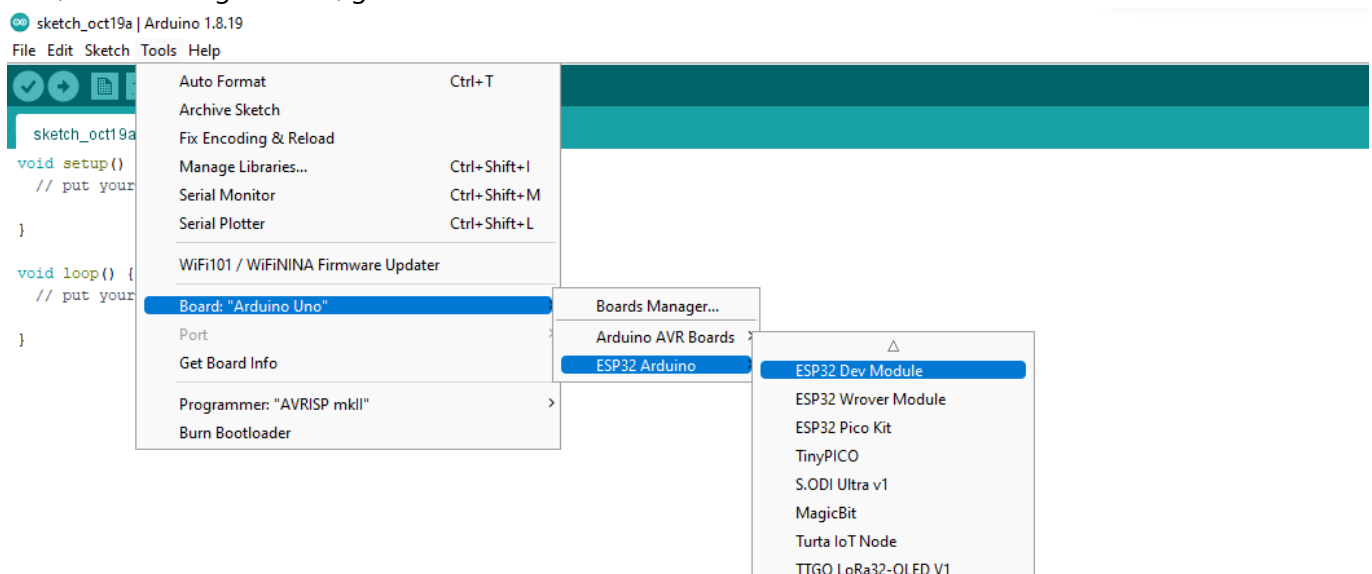 sketch_oct19a | Arduino 1.8.19
File Edit Sketch Tools Help
sketch_oct19a
void setup()
// put your
}
void loop() {
// put your
}
Auto Format Ctrl+T
Archive Sketch
Fix Encoding & Reload
Manage Libraries... Ctrl+Shift+I
Serial Monitor Ctrl+Shift+M
Serial Plotter Ctrl+Shift+L
WiFi101 / WiFiNINA Firmware Updater
Board: "Arduino Uno"
Port
Get Board Info
Programmer: "AVRISP mkII"
Burn Bootloader
Boards Manager...
Arduino AVR Boards
ESP32 Arduino
ESP32 Dev Module
ESP32 Wrover Module
ESP32 Pico Kit
TinyPICO
S.ODI Ultra v1
MagicBit
Turta IoT Node
TTGO LoRa32-OLED V1